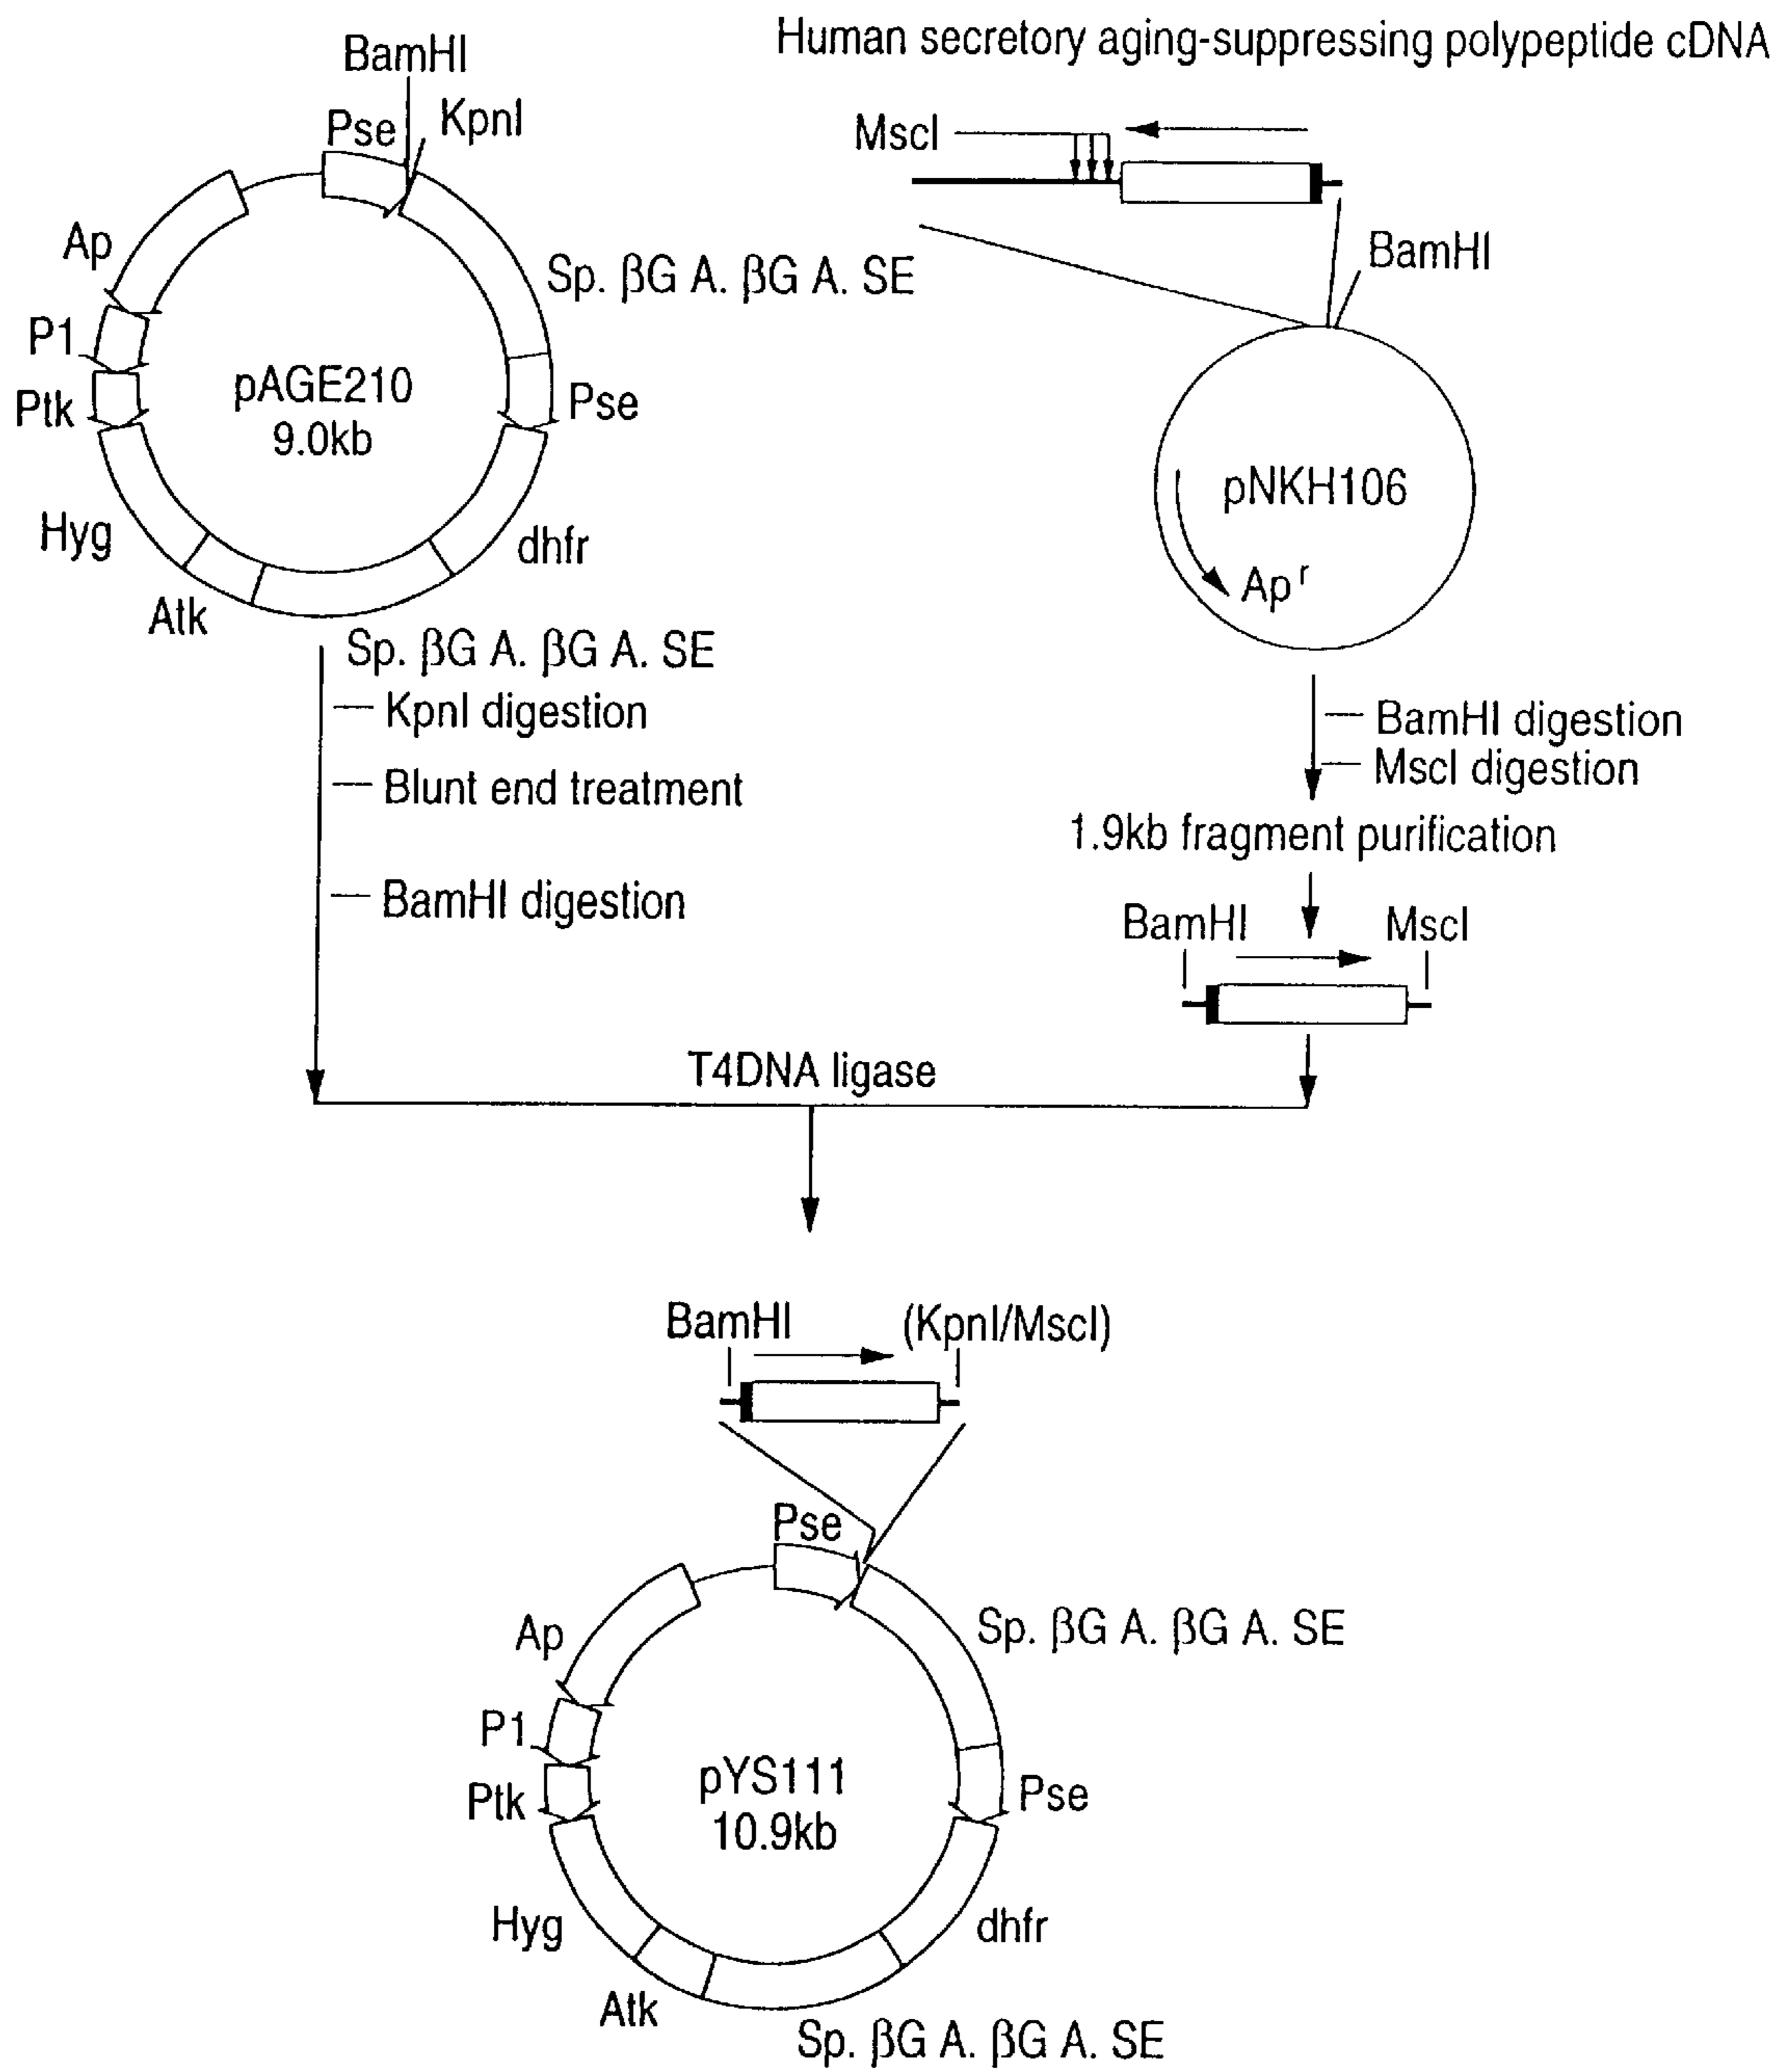 Human secretory aging-suppressing polypeptide cDNA
BamHI
Pse
KpnI
Ap
Sp. βG A. βG A. SE
P1
pAGE210
9.0kb
Ptk
Pse
Hyg
dhfr
Atk
Sp. βG A. βG A. SE
MscI
BamHI
pNKH106
Ap r
KpnI digestion
Blunt end treatment
BamHI digestion
BamHI digestion
MscI digestion
1.9kb fragment purification
BamHI
MscI
T4DNA ligase
BamHI
(KpnI/MscI)
Pse
Ap
Sp. βG A. βG A. SE
P1
pYS111
10.9kb
Ptk
Pse
Hyg
dhfr
Atk
Sp. βG A. βG A. SE